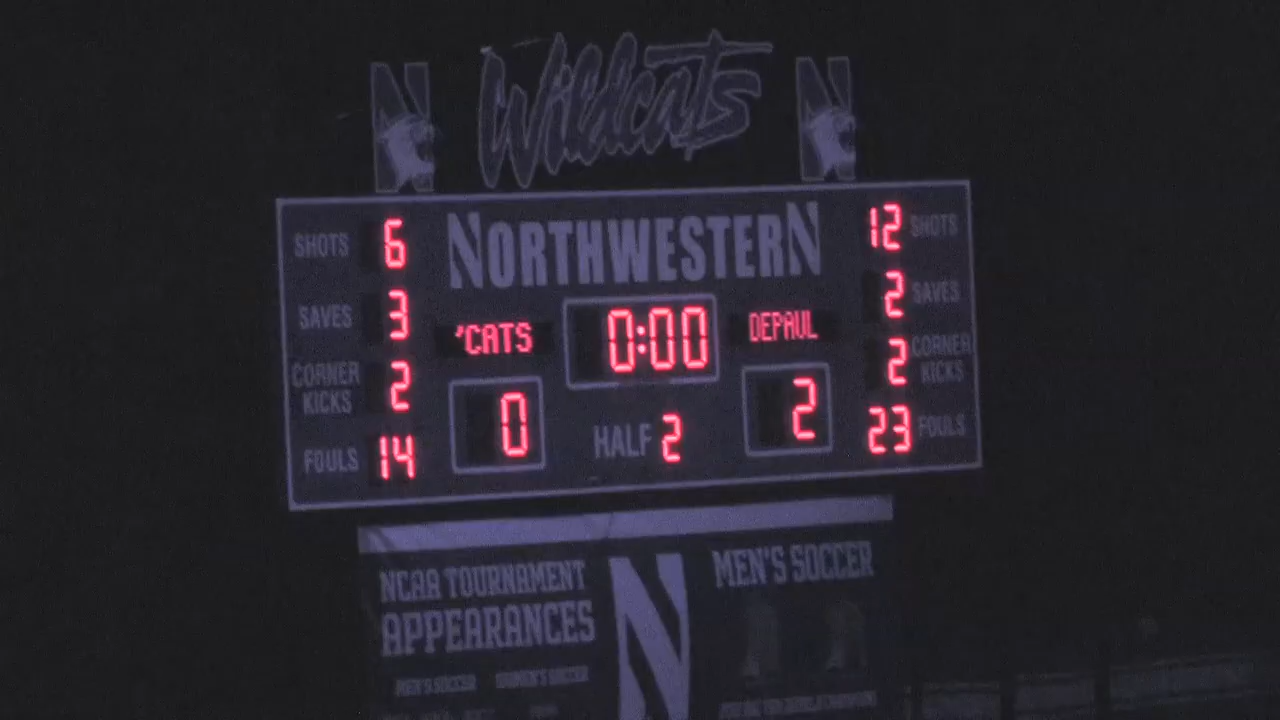 Wildcats
N
N
NORTHWESTERN
SHOTS 6
12 SHOTS
SAVES 3
2 SAVES
'CATS
0:00
DEPAUL
CORNER KICKS 2
2 CORNER KICKS
0
HALF 2
2
FOULS 14
23 FOULS
NCAA TOURNAMENT
APPEARANCES
MEN'S SOCCER
WOMEN'S SOCCER
N
MEN'S SOCCER